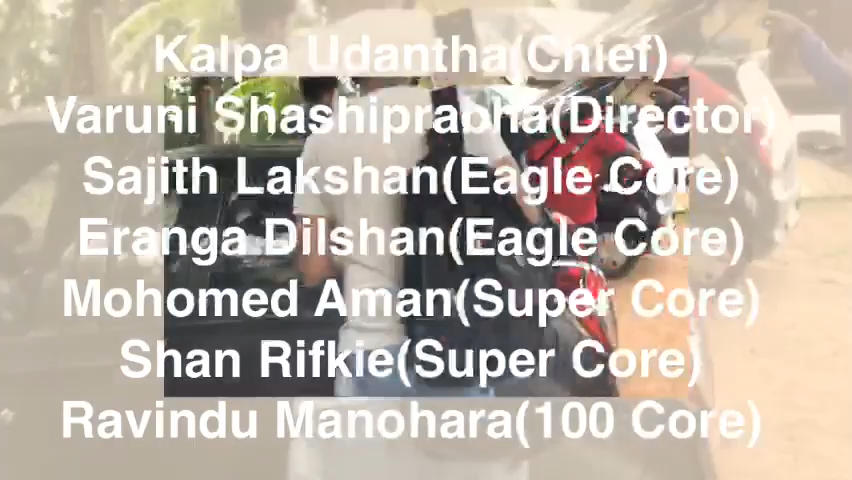 Kalpa Udantha(Chief)
Varuni Shashiprabha(Director)
Sajith Lakshan(Eagle Core)
Eranga Dilshan(Eagle Core)
Mohomed Aman(Super Core)
Shan Rifkie(Super Core)
Ravindu Manohara(100 Core)